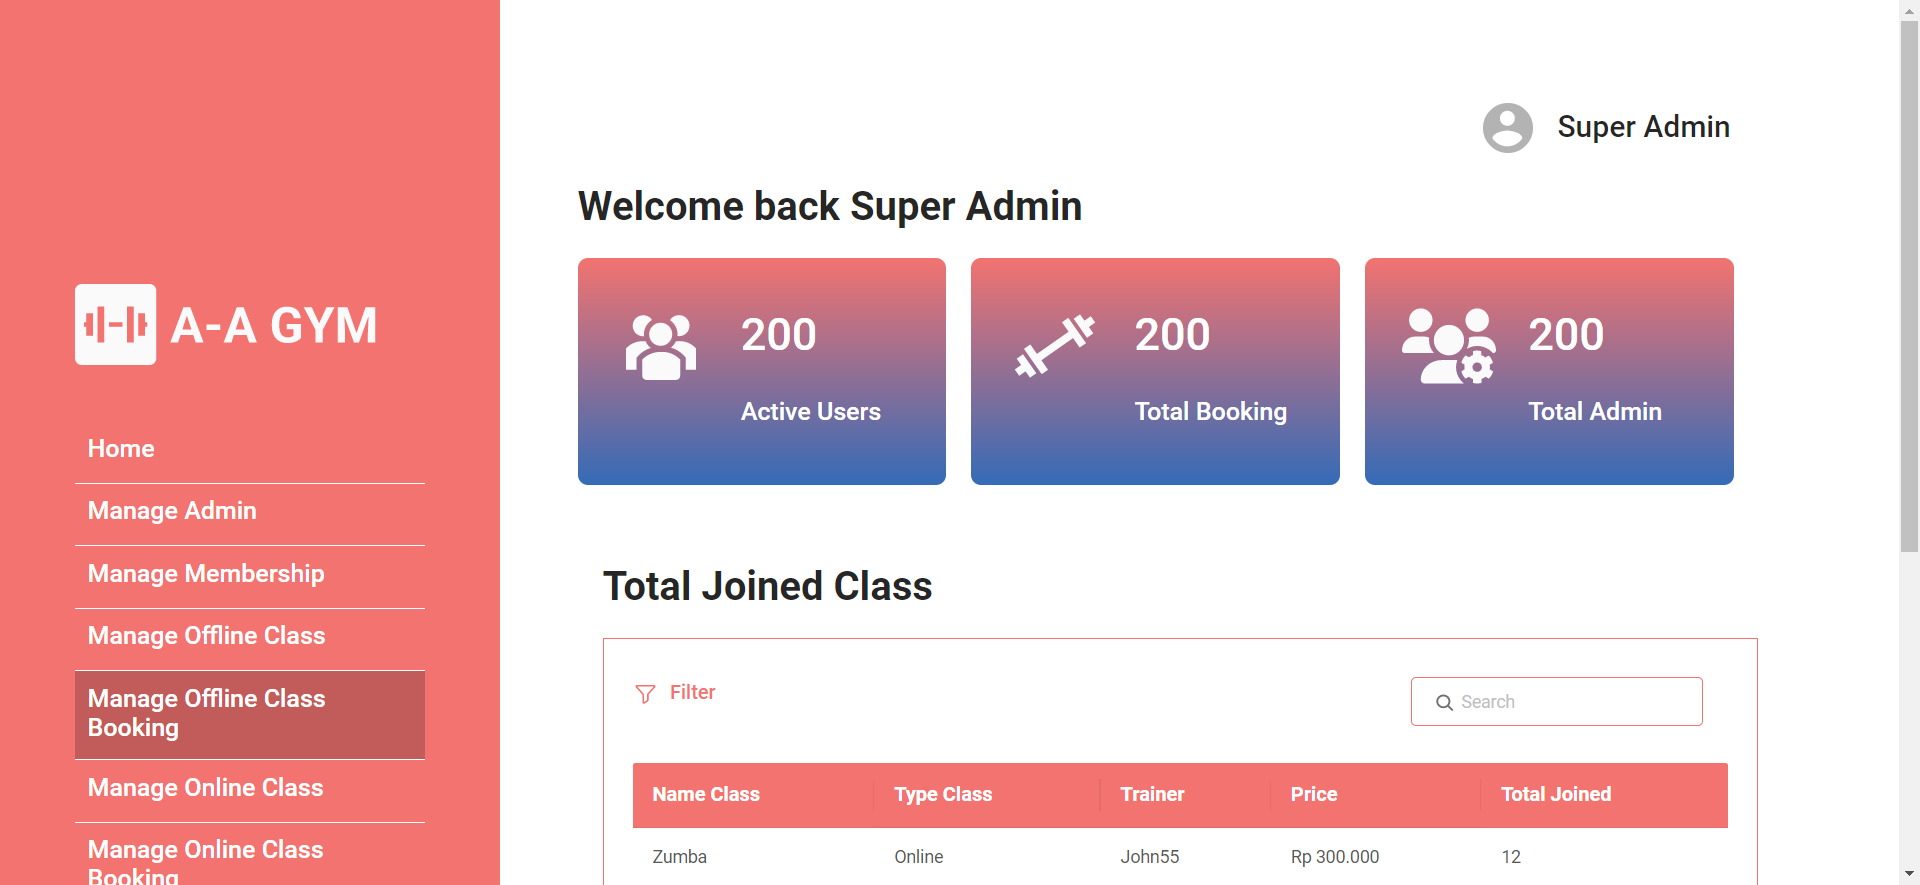 A-A GYM
Home
Manage Admin
Manage Membership
Manage Offline Class
Manage Offline Class
Booking
Manage Online Class
Manage Online Class
Booking
Super Admin
Welcome back Super Admin
200
Active Users
200
Total Booking
200
Total Admin
Total Joined Class
Filter
Search
Name Class Type Class Trainer Price Total Joined
Zumba Online John55 Rp 300.000 12